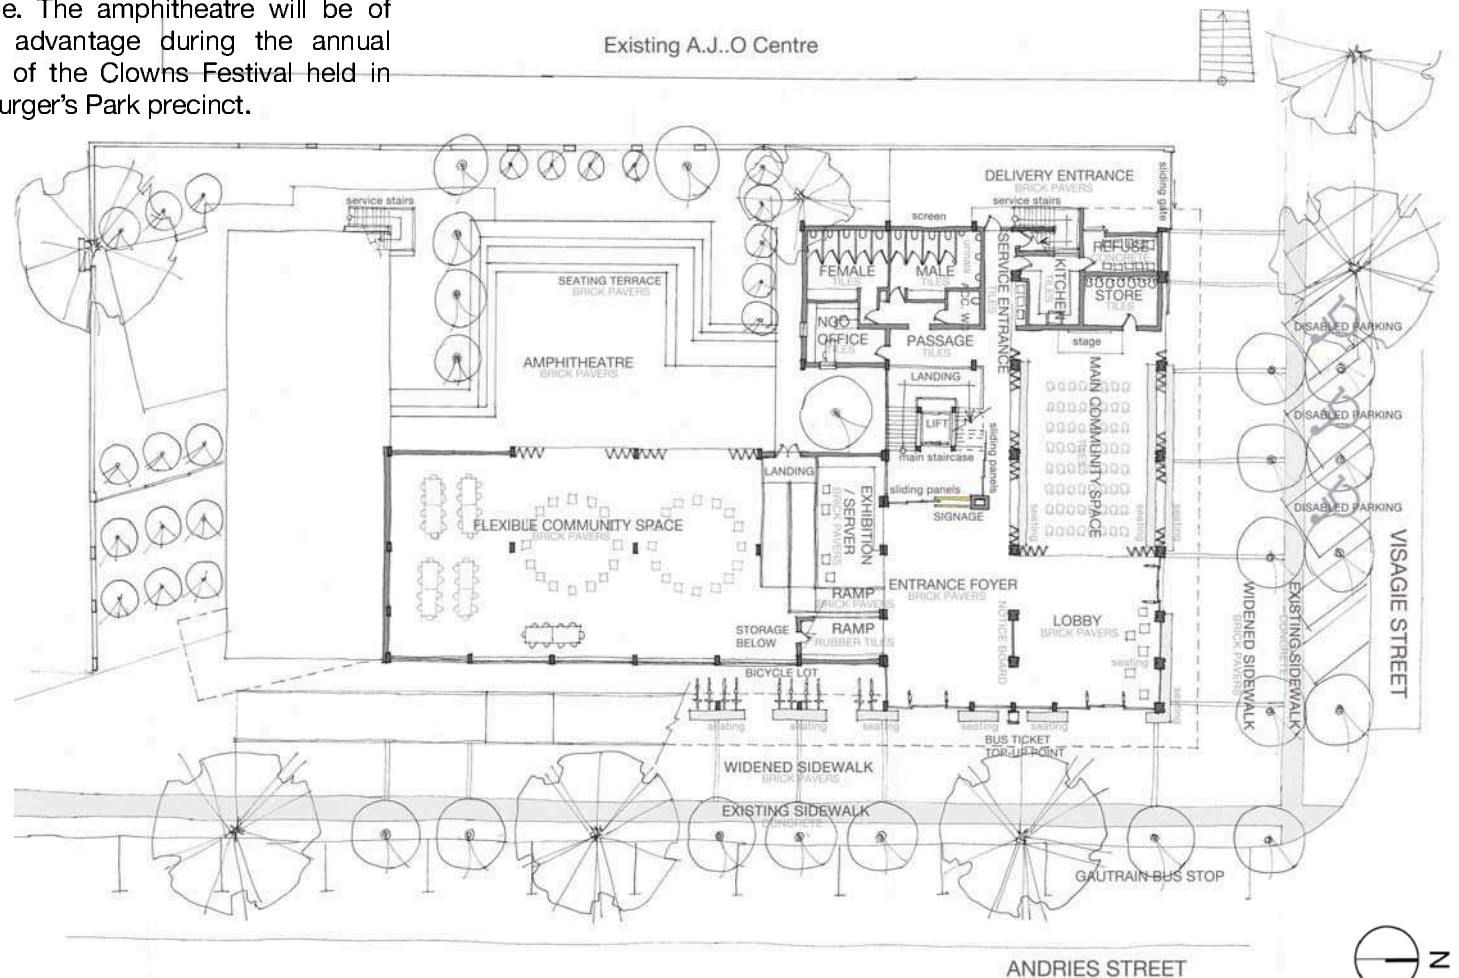 e. The amphitheatre will be of
advantage during the annual
of the Clowns Festival held in
urger's Park precinct.
Existing A.J..O Centre
DELIVERY ENTRANCE
BRICK PAVERS
sliding gate
service stairs
service stairs
screen
FEMALE
TILES
MALE
TILES
urinals
SERVICE ENTRANCE
TILES
KITCHEN
TILES
REFUSE
CONCRETE
STORE
TILES
SEATING TERRACE
BRICK PAVERS
NGO
OFFICE
TILES
PASSAGE
TILES
stage
DISABLED PARKING
AMPHITHEATRE
BRICK PAVERS
LANDING
LIFT
main staircase
sliding panels
MAIN COMMUNITY SPACE
DISABLED PARKING
LANDING
sliding panels
SIGNAGE
EXHIBITION
/ SERVER
BRICK PAVERS
seating
seating
seating
DISABLED PARKING
FLEXIBLE COMMUNITY SPACE
BRICK PAVERS
ENTRANCE FOYER
BRICK PAVERS
RAMP
BRICK PAVERS
RAMP
RUBBER TILES
STORAGE
BELOW
NOTICE BOARD
LOBBY
BRICK PAVERS
seating
seating
WIDENED SIDEWALK
BRICK PAVERS
EXISTING SIDEWALK
CONCRETE
VISAGIE STREET
BICYCLE LOT
seating
seating
seating
seating
seating
BUS TICKET
TOP-UP POINT
WIDENED SIDEWALK
BRICK PAVERS
EXISTING SIDEWALK
CONCRETE
GAUTRAIN BUS STOP
ANDRIES STREET
N